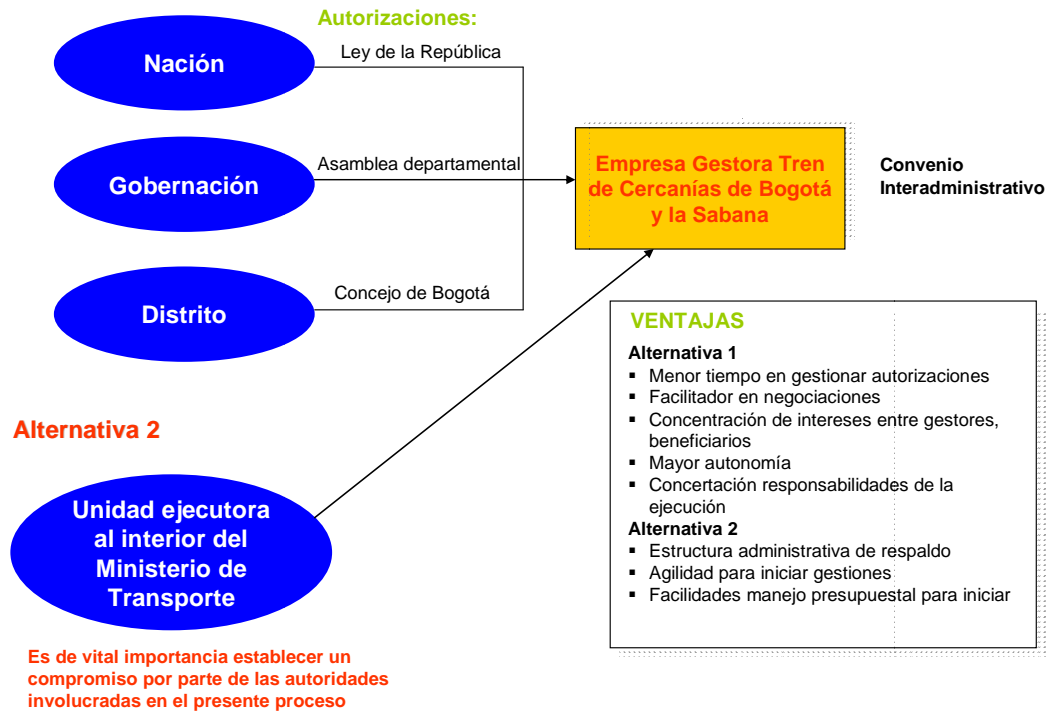 Autorizaciones:
Nación
Ley de la República
Gobernación
Asamblea departamental
Distrito
Concejo de Bogotá
Empresa Gestora Tren
de Cercanías de Bogotá
y la Sabana
Convenio
Interadministrativo
Alternativa 2
Unidad ejecutora
al interior del
Ministerio de
Transporte
Es de vital importancia establecer un
compromiso por parte de las autoridades
involucradas en el presente proceso
VENTAJAS
Alternativa 1
▪ Menor tiempo en gestionar autorizaciones
▪ Facilitador en negociaciones
▪ Concentración de intereses entre gestores,
beneficiarios
▪ Mayor autonomía
▪ Concertación responsabilidades de la
ejecución
Alternativa 2
▪ Estructura administrativa de respaldo
▪ Agilidad para iniciar gestiones
▪ Facilidades manejo presupuestal para iniciar